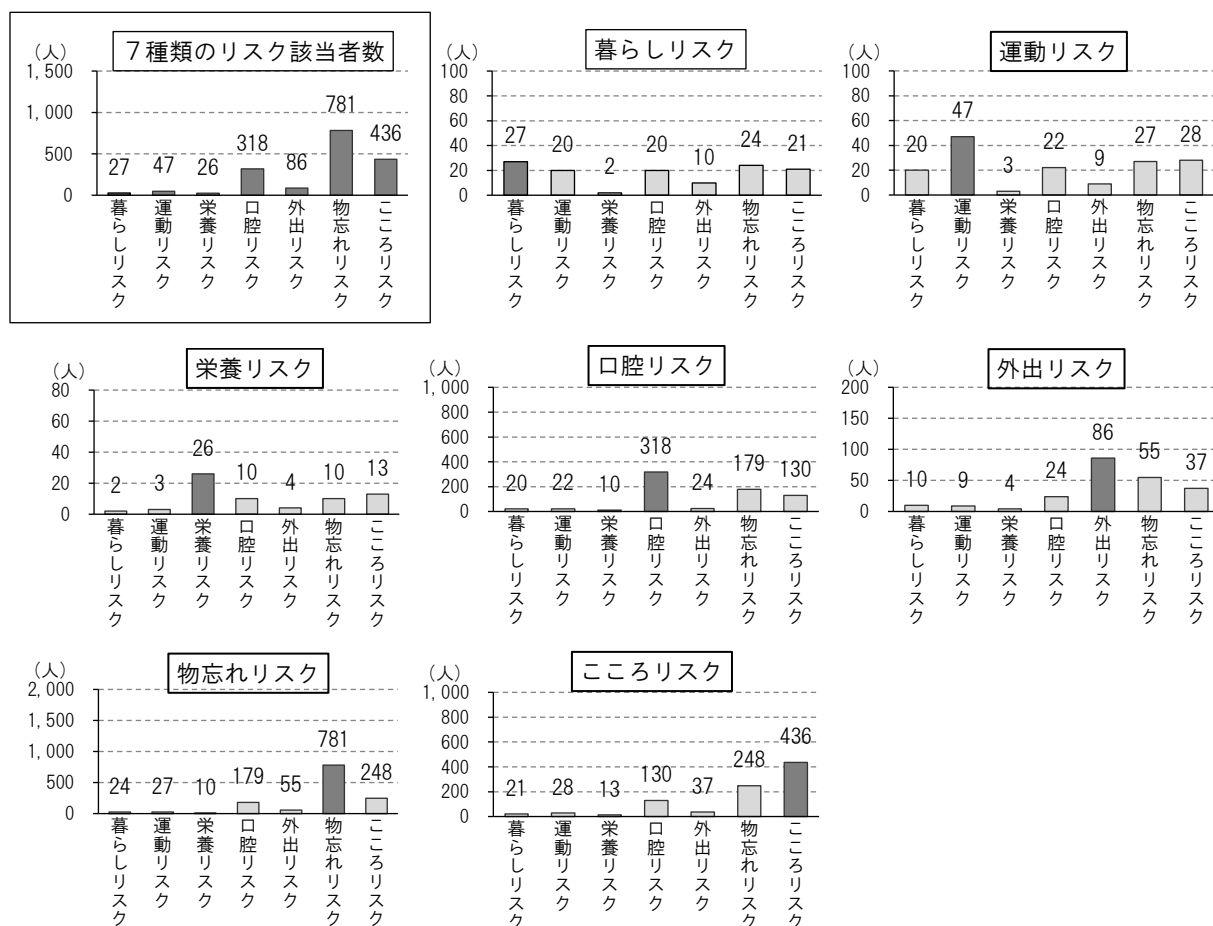 7種類のリスク該当者数
(人)
1,500
1,000
500
0
27 47 26 318 86 781 436
暮らしリスク
運動リスク
栄養リスク
口腔リスク
外出リスク
物忘れリスク
こころリスク
暮らしリスク
(人)
100
80
60
40
20
0
27 20 2 20 10 24 21
暮らしリスク
運動リスク
栄養リスク
口腔リスク
外出リスク
物忘れリスク
こころリスク
運動リスク
(人)
100
80
60
40
20
0
20 47 3 22 9 27 28
暮らしリスク
運動リスク
栄養リスク
口腔リスク
外出リスク
物忘れリスク
こころリスク
栄養リスク
(人)
80
60
40
20
0
2 3 26 10 4 10 13
暮らしリスク
運動リスク
栄養リスク
口腔リスク
外出リスク
物忘れリスク
こころリスク
口腔リスク
(人)
1,000
800
600
400
200
0
20 22 10 318 24 179 130
暮らしリスク
運動リスク
栄養リスク
口腔リスク
外出リスク
物忘れリスク
こころリスク
外出リスク
(人)
200
150
100
50
0
10 9 4 24 86 55 37
暮らしリスク
運動リスク
栄養リスク
口腔リスク
外出リスク
物忘れリスク
こころリスク
物忘れリスク
(人)
2,000
1,500
1,000
500
0
24 27 10 179 55 781 248
暮らしリスク
運動リスク
栄養リスク
口腔リスク
外出リスク
物忘れリスク
こころリスク
こころリスク
(人)
1,000
800
600
400
200
0
21 28 13 130 37 248 436
暮らしリスク
運動リスク
栄養リスク
口腔リスク
外出リスク
物忘れリスク
こころリスク